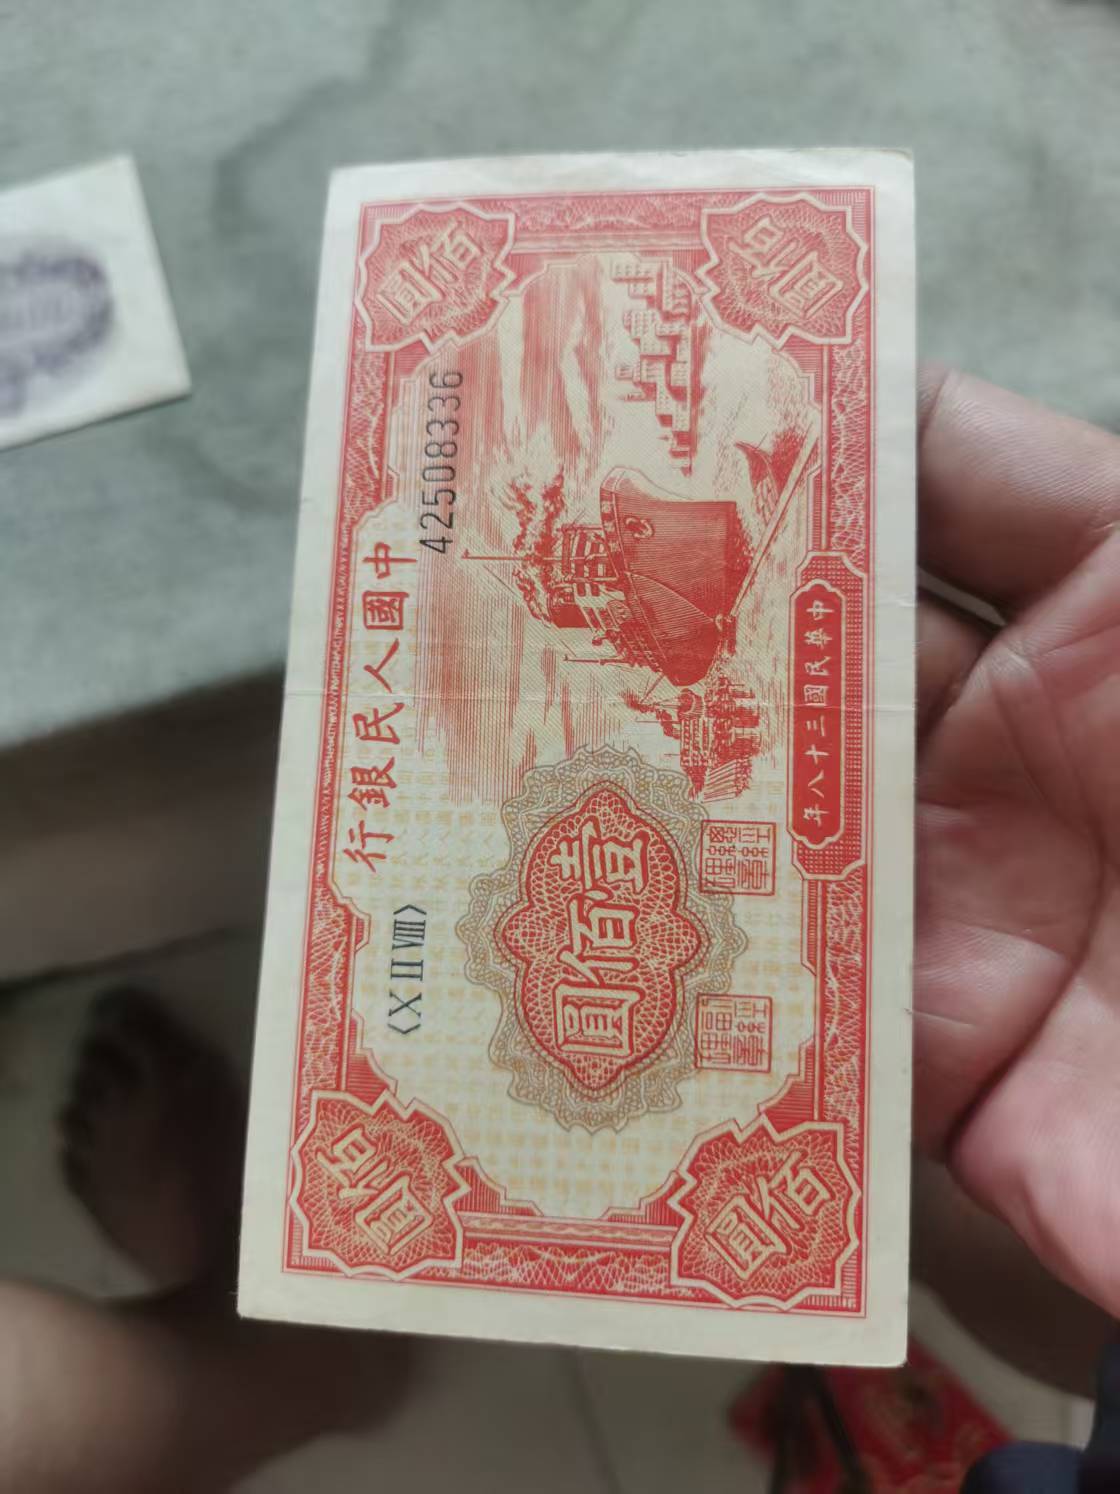 中國人民銀行
〈X II VIII〉
42508336
壹佰圓
佰圓
佰圓
佰圓
佰圓
中華民國三十八年